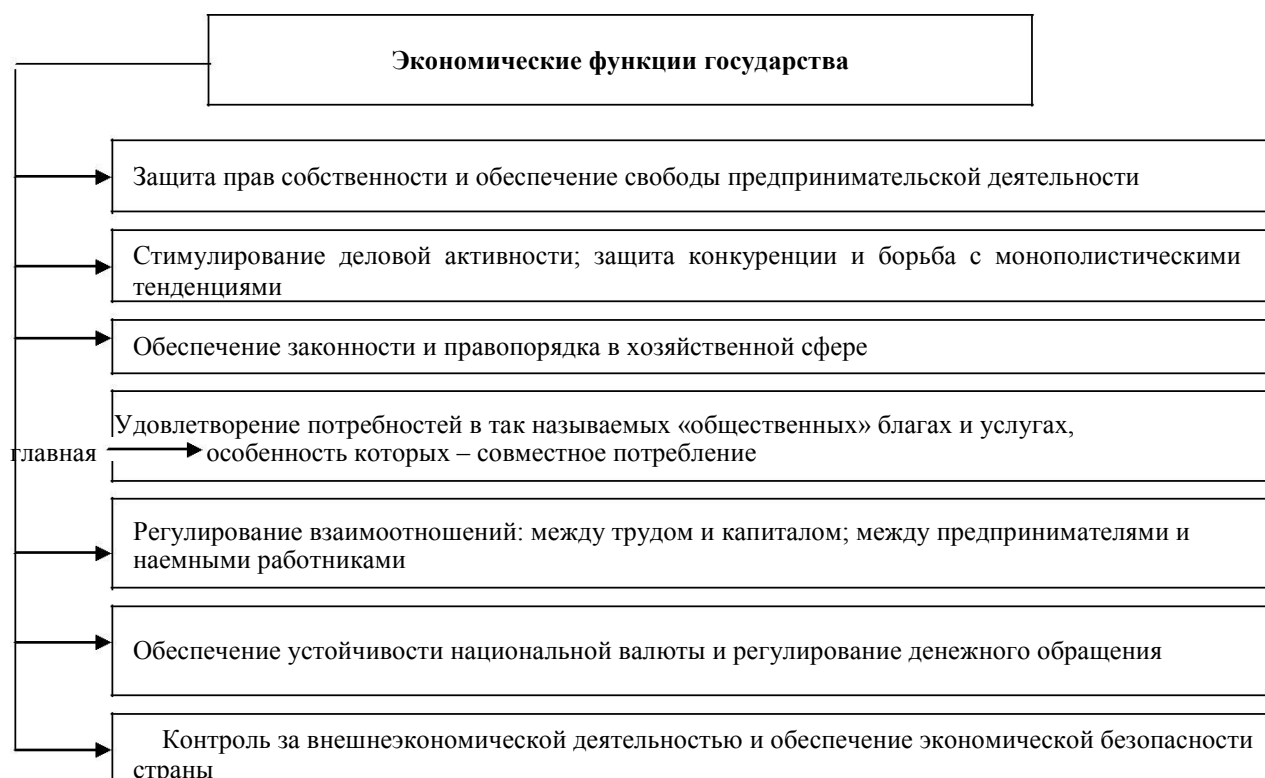 Экономические функции государства
Защита прав собственности и обеспечение свободы предпринимательской деятельности
Стимулирование деловой активности; защита конкуренции и борьба с монополистическими
тенденциями
Обеспечение законности и правопорядка в хозяйственной сфере
Удовлетворение потребностей в так называемых «общественных» благах и услугах,
главная особенность которых – совместное потребление
Регулирование взаимоотношений: между трудом и капиталом; между предпринимателями и
наемными работниками
Обеспечение устойчивости национальной валюты и регулирование денежного обращения
Контроль за внешнеэкономической деятельностью и обеспечение экономической безопасности
страны